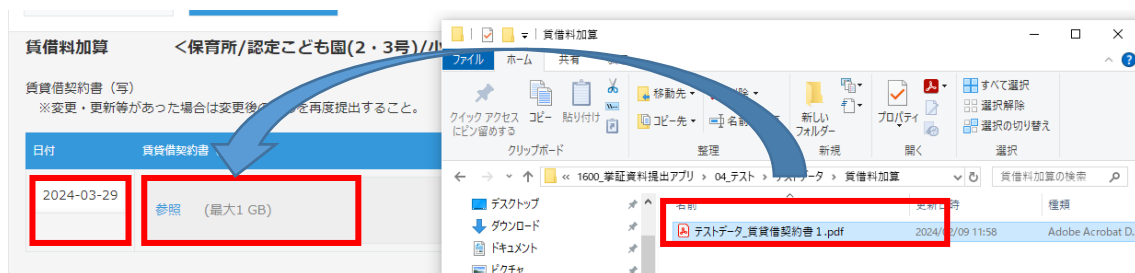 賃借料加算
<保育所/認定こども園(2・3号)/小
賃貸借契約書（写）
※変更・更新等があった場合は変更後の
を再度提出すること。
日付
賃貸借契約書
2024-03-29
参照
(最大1 GB)
賃借料加算
ファイル
ホーム
共有
クイック アクセス
にピン留めする
コピー
貼り付け
クリップボード
移動先
コピー先
整理
新しい
フォルダー
新規
プロパティ
開く
すべて選択
選択解除
選択の切り替え
選択
« 1600_挙証資料提出アプリ › 04_テスト ›
データ › 賃借料加算
賃借料加算の検索
デスクトップ
ダウンロード
ドキュメント
ピクチャ
名前
更新日時
種類
テストデータ_賃貸借契約書１.pdf
2024/02/09 11:58
Adobe Acrobat D.